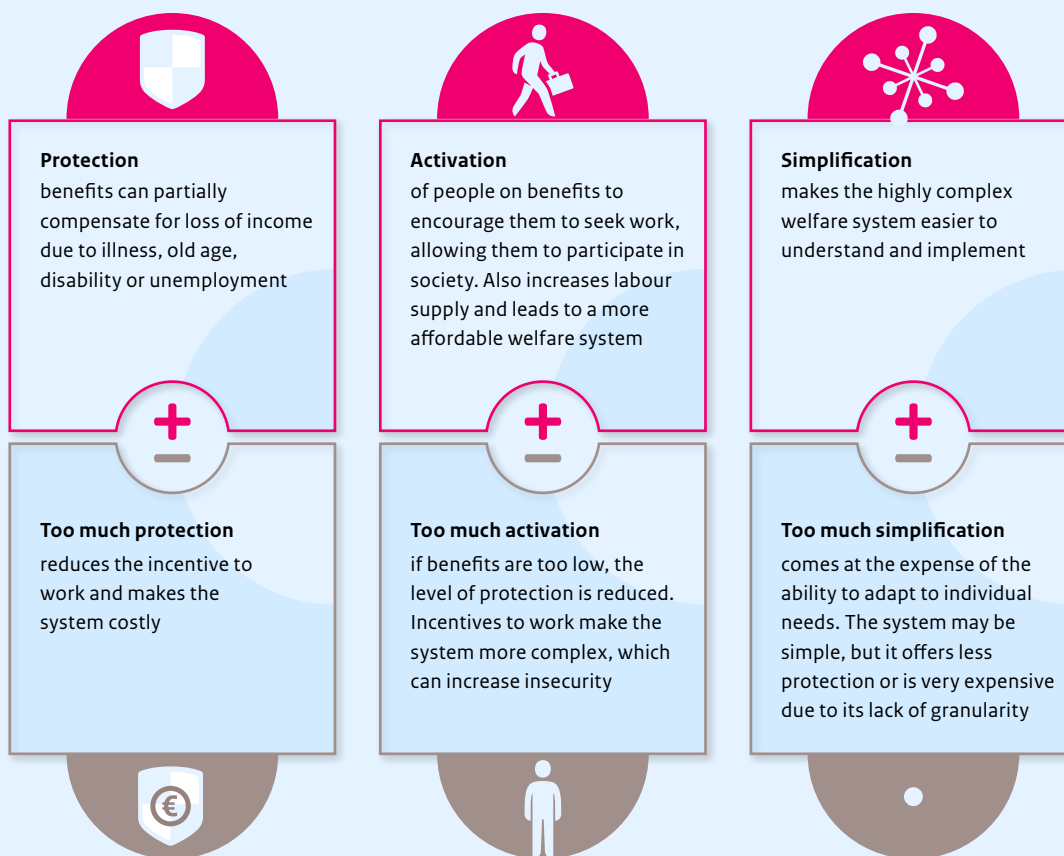 Protection
benefits can partially
compensate for loss of income
due to illness, old age,
disability or unemployment
Activation
of people on benefits to
encourage them to seek work,
allowing them to participate in
society. Also increases labour
supply and leads to a more
affordable welfare system
Simplification
makes the highly complex
welfare system easier to
understand and implement
+
–
+
–
+
–
Too much protection
reduces the incentive to
work and makes the
system costly
Too much activation
if benefits are too low, the
level of protection is reduced.
Incentives to work make the
system more complex, which
can increase insecurity
Too much simplification
comes at the expense of the
ability to adapt to individual
needs. The system may be
simple, but it offers less
protection or is very expensive
due to its lack of granularity
€